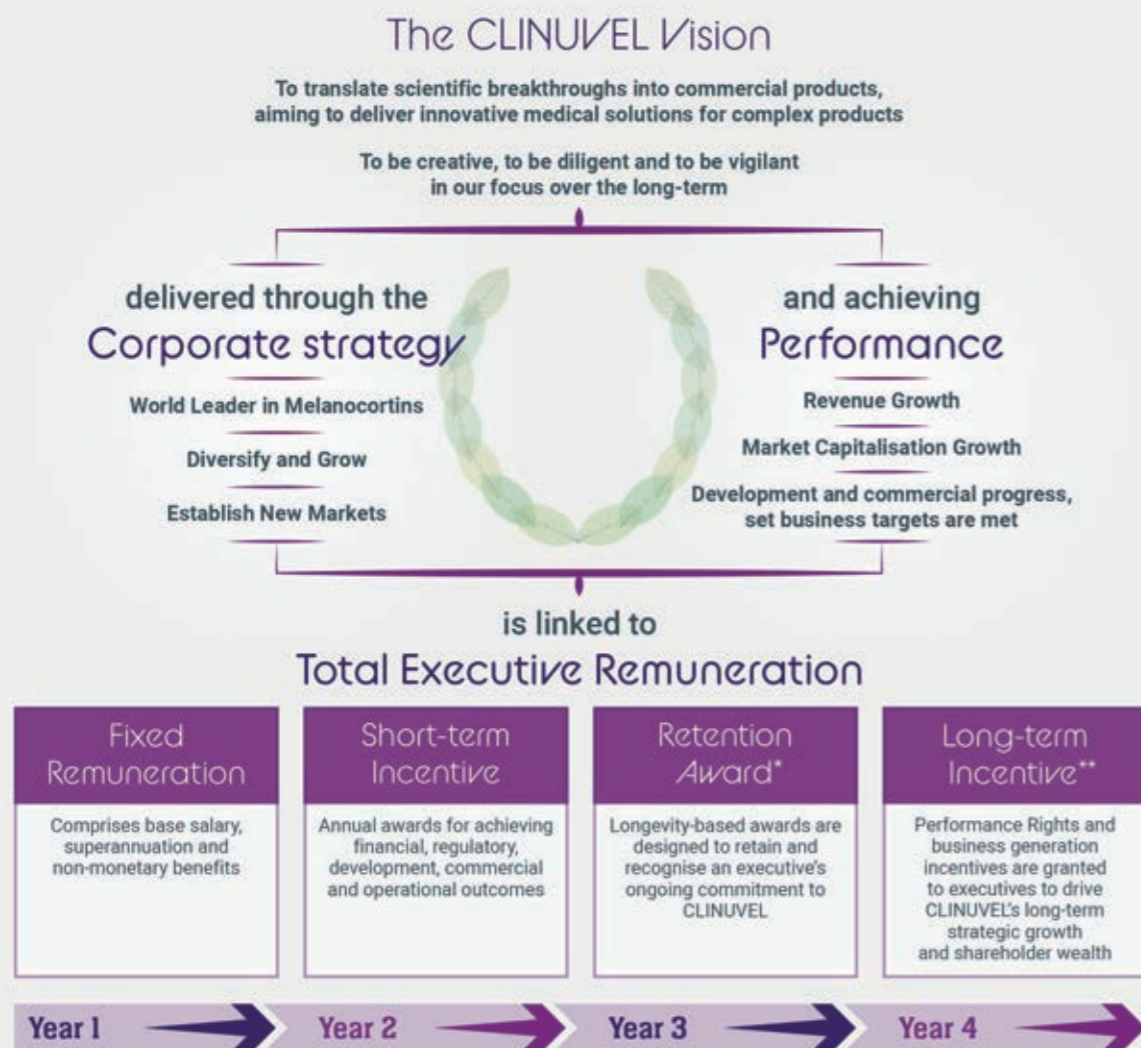 The CLINUVEL Vision
To translate scientific breakthroughs into commercial products,
aiming to deliver innovative medical solutions for complex products
To be creative, to be diligent and to be vigilant
in our focus over the long-term
delivered through the
Corporate strategy
World Leader in Melanocortins
Diversify and Grow
Establish New Markets
and achieving
Performance
Revenue Growth
Market Capitalisation Growth
Development and commercial progress,
set business targets are met
is linked to
Total Executive Remuneration
Fixed
Remuneration
Comprises base salary,
superannuation and
non-monetary benefits
Short-term
Incentive
Annual awards for achieving
financial, regulatory,
development, commercial
and operational outcomes
Retention
Award*
Longevity-based awards are
designed to retain and
recognise an executive's
ongoing commitment to
CLINUVEL
Long-term
Incentive**
Performance Rights and
business generation
incentives are granted
to executives to drive
CLINUVEL's long-term
strategic growth
and shareholder wealth
Year 1
Year 2
Year 3
Year 4